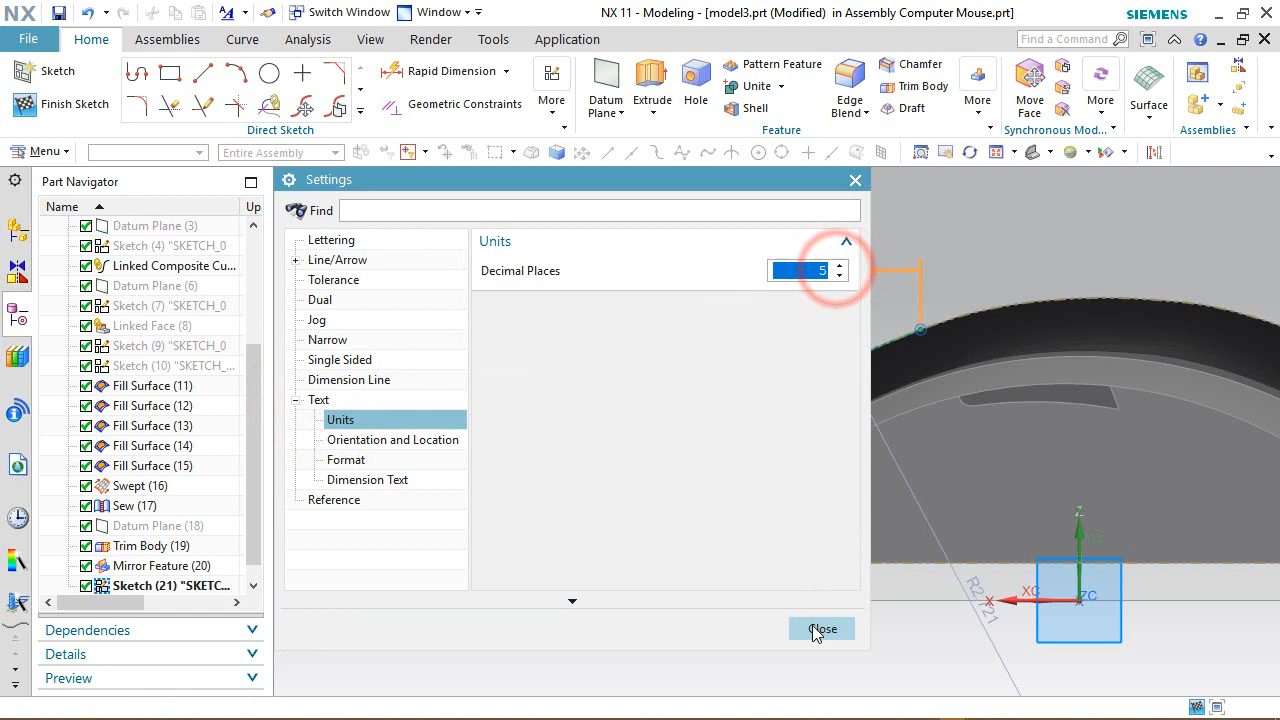 NX Switch Window Window NX 11 - Modeling - [model3.prt (Modified) in Assembly Computer Mouse.prt] SIEMENS
File Home Assemblies Curve Analysis View Render Tools Application Find a Command
Sketch Rapid Dimension Pattern Feature Chamfer
Unite Trim Body
Finish Sketch Geometric Constraints Shell Draft
More Datum Plane Extrude Hole Edge Blend More Move Face More Surface
Direct Sketch Feature Synchronous Mod... Assemblies
Menu Entire Assembly
Part Navigator Settings
Name Up
Find
Datum Plane (3)
Sketch (4) "SKETCH_0
Linked Composite Cu...
Datum Plane (6)
Sketch (7) "SKETCH_0
Linked Face (8)
Sketch (9) "SKETCH_0
Sketch (10) "SKETCH_...
Fill Surface (11)
Fill Surface (12)
Fill Surface (13)
Fill Surface (14)
Fill Surface (15)
Swept (16)
Sew (17)
Datum Plane (18)
Trim Body (19)
Mirror Feature (20)
Sketch (21) "SKETC...
Dependencies
Details
Preview
Lettering
Line/Arrow
Tolerance
Dual
Jog
Narrow
Single Sided
Dimension Line
Text
Units
Orientation and Location
Format
Dimension Text
Reference
Units
Decimal Places 5
Close
Z
X XC ZC